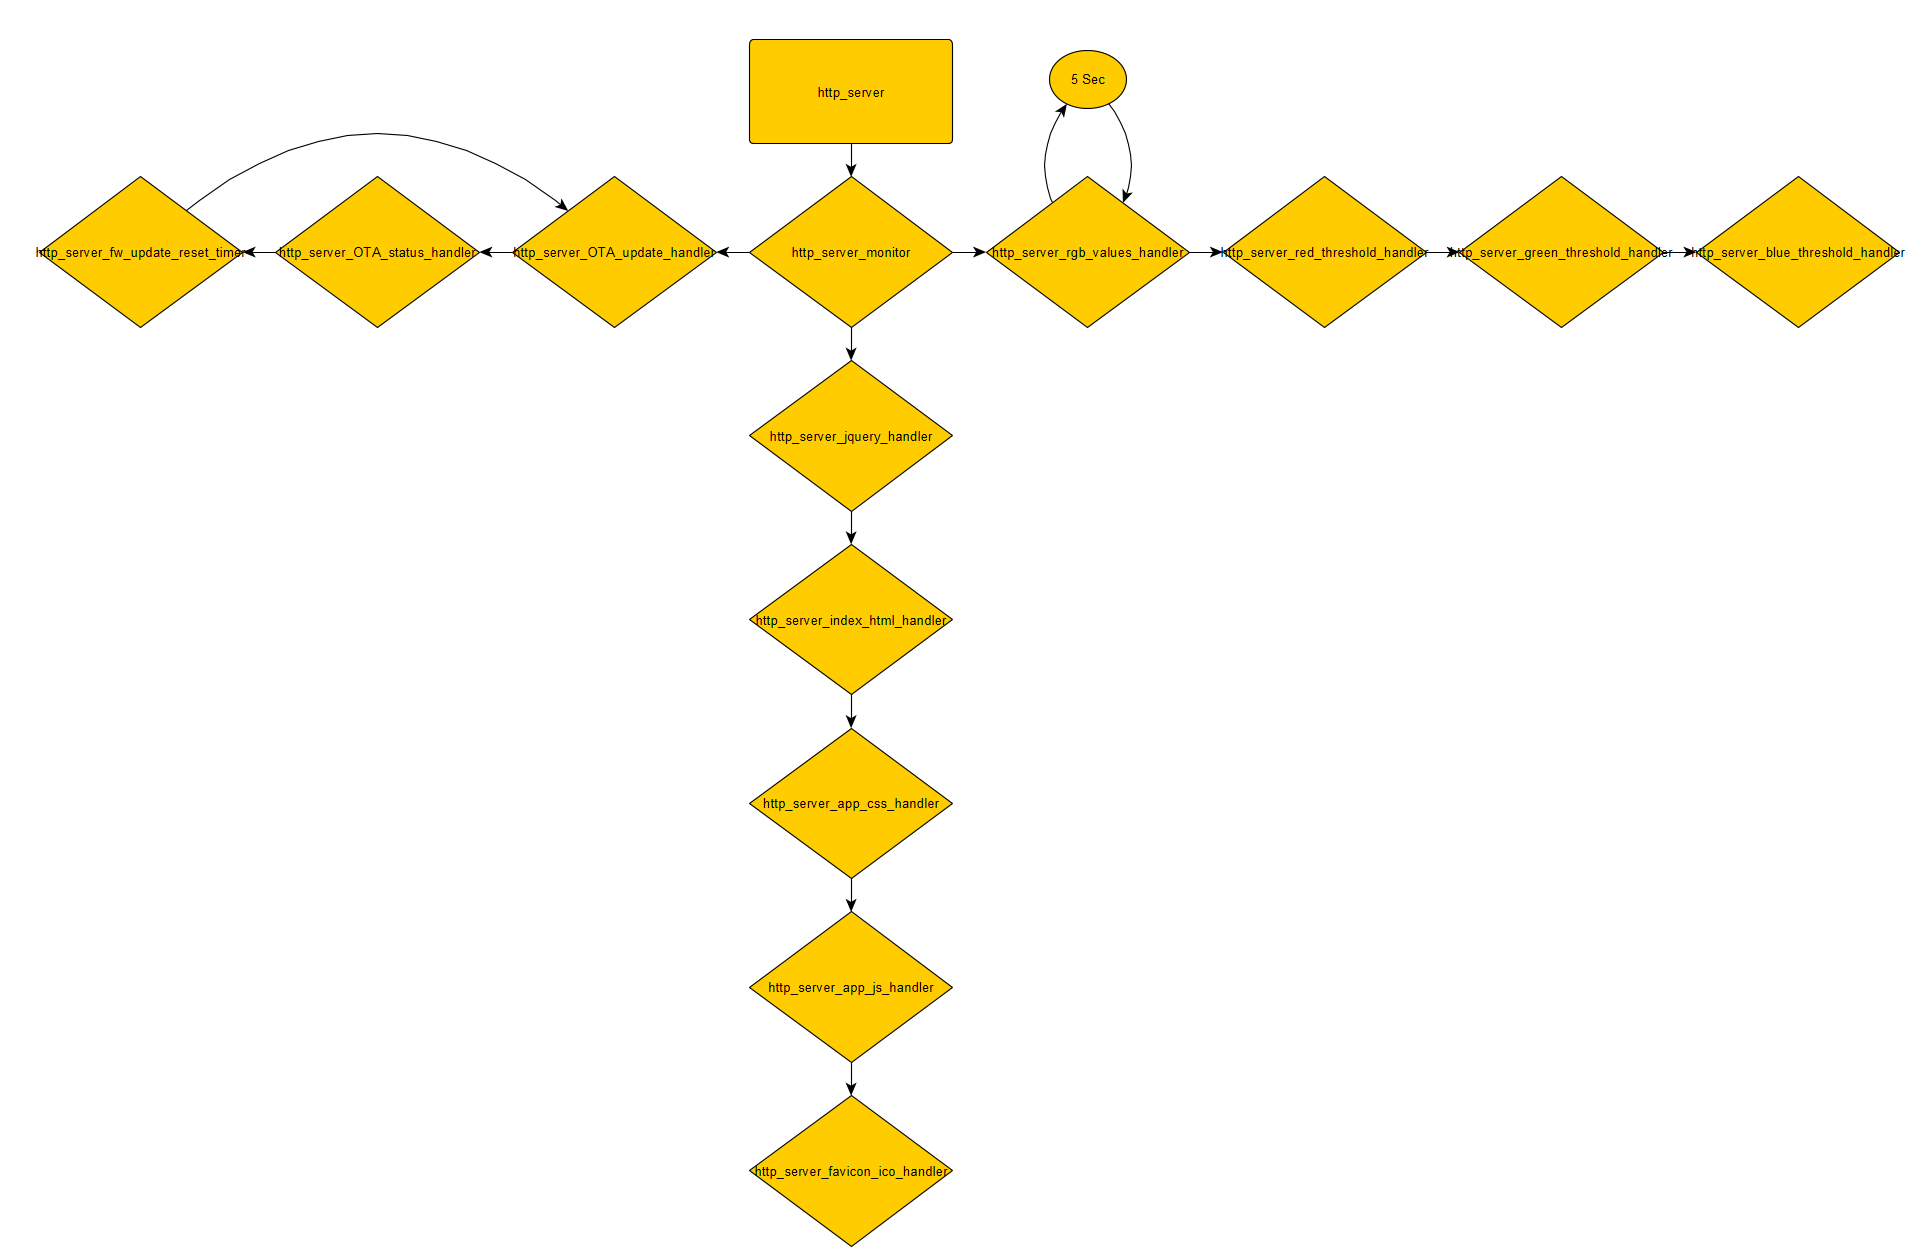 http_server
5 Sec
http_server_fw_update_reset_timer
http_server_OTA_status_handler
http_server_OTA_update_handler
http_server_monitor
http_server_rgb_values_handler
http_server_red_threshold_handler
http_server_green_threshold_handler
http_server_blue_threshold_handler
http_server_jquery_handler
http_server_index_html_handler
http_server_app_css_handler
http_server_app_js_handler
http_server_favicon_ico_handler